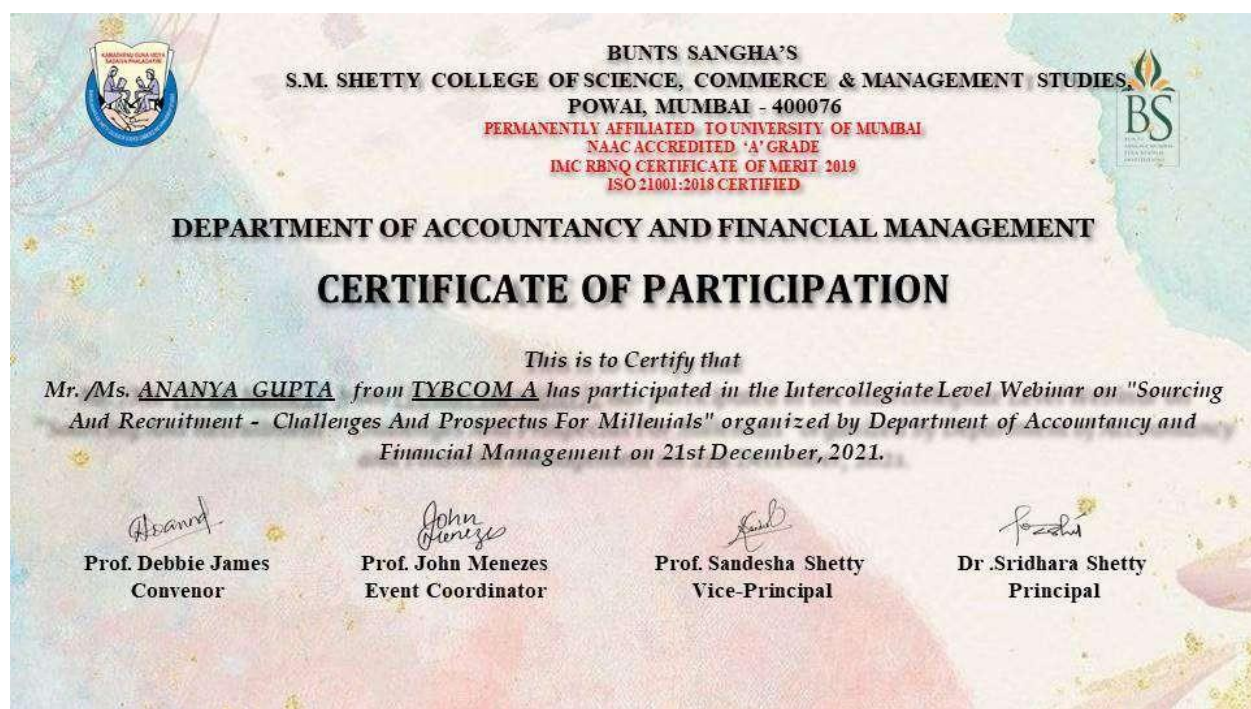 KAMADHENU GUNA VIDYA
SADAIVA PHALADAYINI
BUNTS SANGHA'S
S.M. SHETTY COLLEGE OF SCIENCE, COMMERCE & MANAGEMENT STUDIES,
POWAI, MUMBAI - 400076
PERMANENTLY AFFILIATED TO UNIVERSITY OF MUMBAI
NAAC ACCREDITED ‘A’ GRADE
IMC RBNQ CERTIFICATE OF MERIT 2019
ISO 21001:2018 CERTIFIED
BS
DEPARTMENT OF ACCOUNTANCY AND FINANCIAL MANAGEMENT
CERTIFICATE OF PARTICIPATION
This is to Certify that
Mr. /Ms. ANANYA GUPTA from TYBCOM A has participated in the Intercollegiate Level Webinar on "Sourcing
And Recruitment - Challenges And Prospectus For Millenials" organized by Department of Accountancy and
Financial Management on 21st December, 2021.
John
Menezes
Prof. Debbie James
Convenor
Prof. John Menezes
Event Coordinator
Prof. Sandesha Shetty
Vice-Principal
Dr .Sridhara Shetty
Principal